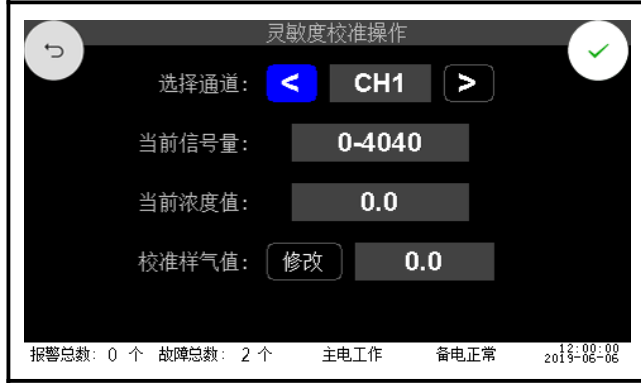 灵敏度校准操作
选择通道： < CH1 >
当前信号量： 0-4040
当前浓度值： 0.0
校准样气值： 修改 0.0
报警总数: 0 个 故障总数: 2 个 主电工作 备电正常 12:00:00
2019-06-06